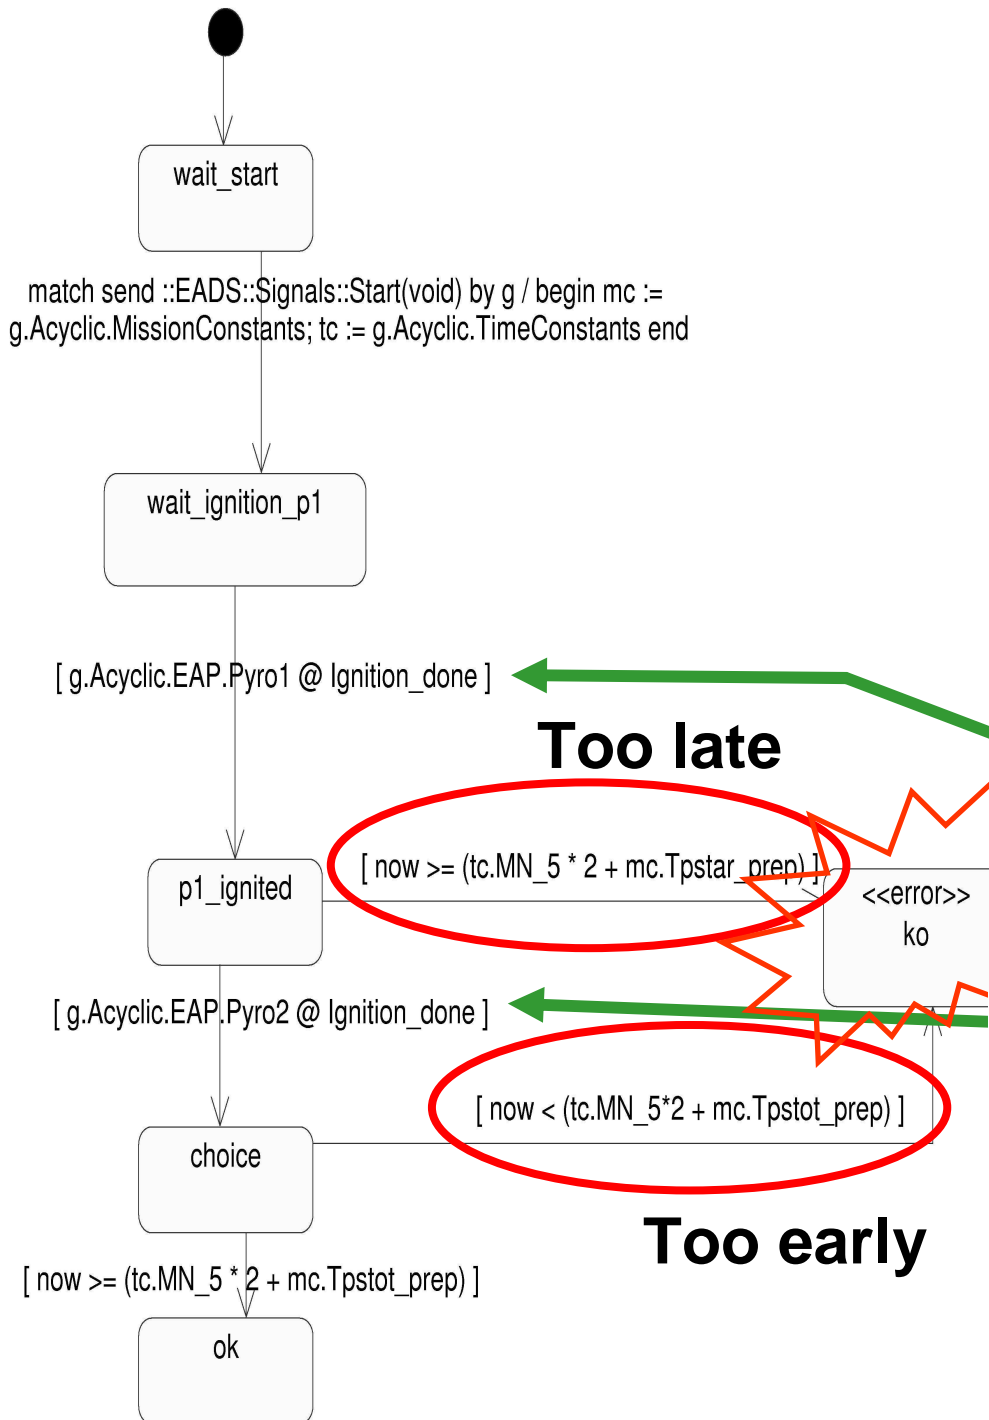 wait_start
match send ::EADS::Signals::Start(void) by g / begin mc :=
g.Acyclic.MissionConstants; tc := g.Acyclic.TimeConstants end
wait_ignition_p1
[ g.Acyclic.EAP.Pyro1 @ Ignition_done ]
Too late
[ now >= (tc.MN_5 * 2 + mc.Tpstar_prep) ]
p1_ignited
<<error>>
ko
[ g.Acyclic.EAP.Pyro2 @ Ignition_done ]
[ now < (tc.MN_5*2 + mc.Tpstot_prep) ]
choice
Too early
[ now >= (tc.MN_5 * 2 + mc.Tpstot_prep) ]
ok